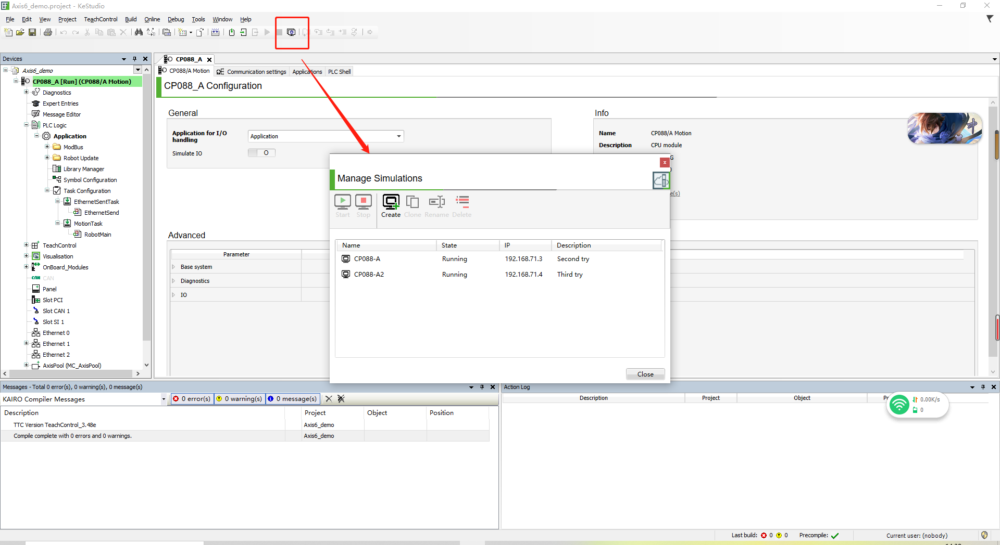 Axis6_demo.project - KeStudio
File Edit View Project TeachControl Build Online Debug Tools Window Help
Devices
Axis6_demo
CP088_A [Run] (CP088/A Motion)
Diagnostics
Expert Entries
Message Editor
PLC Logic
Application
ModBus
Robot Update
Library Manager
Symbol Configuration
Task Configuration
EthernetSentTask
EthernetSend
MotionTask
RobotMain
TeachControl
Visualisation
OnBoard_Modules
CAN
Panel
Slot PCI
Slot CAN 1
Slot SI 1
Ethernet 0
Ethernet 1
Ethernet 2
AxisPool (MC_AxisPool)
CP088_A
CP088/A Motion Communication settings Applications PLC Shell
CP088_A Configuration
General
Application for I/O handling
Application
Simulate IO
O
Info
Name CP088/A Motion
Description CPU module
G
e(s)
Advanced
Parameter
Base system
Diagnostics
IO
Manage Simulations
Start Stop Create Clone Rename Delete
Name State IP Description
CP088-A Running 192.168.71.3 Second try
CP088-A2 Running 192.168.71.4 Third try
Close
Messages - Total 0 error(s), 0 warning(s), 0 message(s)
KAIRO Compiler Messages 0 error(s) 0 warning(s) 0 message(s)
Description Project Object Position
TTC Version TeachControl_3.48e Axis6_demo
Compile complete with 0 errors and 0 warnings. Axis6_demo
Action Log
Description Project Object Po
0.00K/s
0
Last build: 0 0 Precompile: Current user: (nobody)